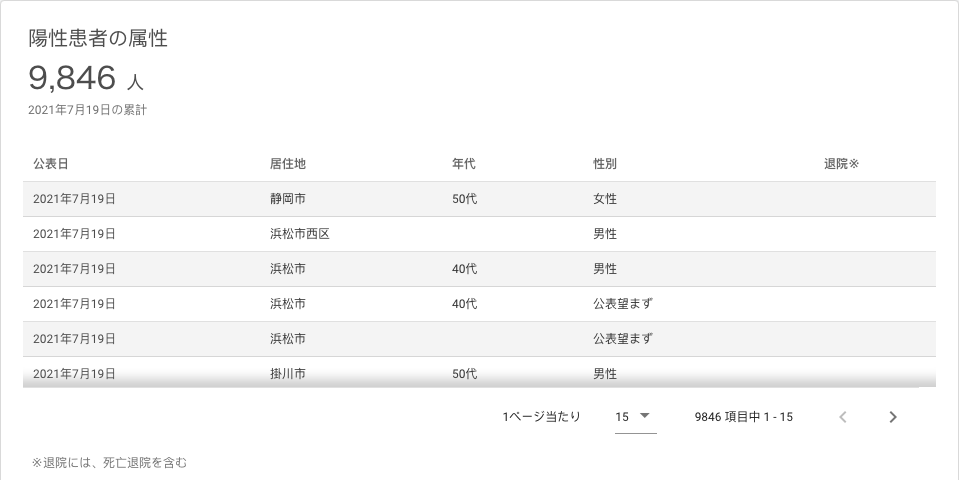 陽性患者の属性
9,846 人
2021年7月19日の累計
公表日 居住地 年代 性別 退院※
2021年7月19日 静岡市 50代 女性
2021年7月19日 浜松市西区 男性
2021年7月19日 浜松市 40代 男性
2021年7月19日 浜松市 40代 公表望まず
2021年7月19日 浜松市 公表望まず
2021年7月19日 掛川市 50代 男性
1ページ当たり 15 9846 項目中 1 - 15
※退院には、死亡退院を含む